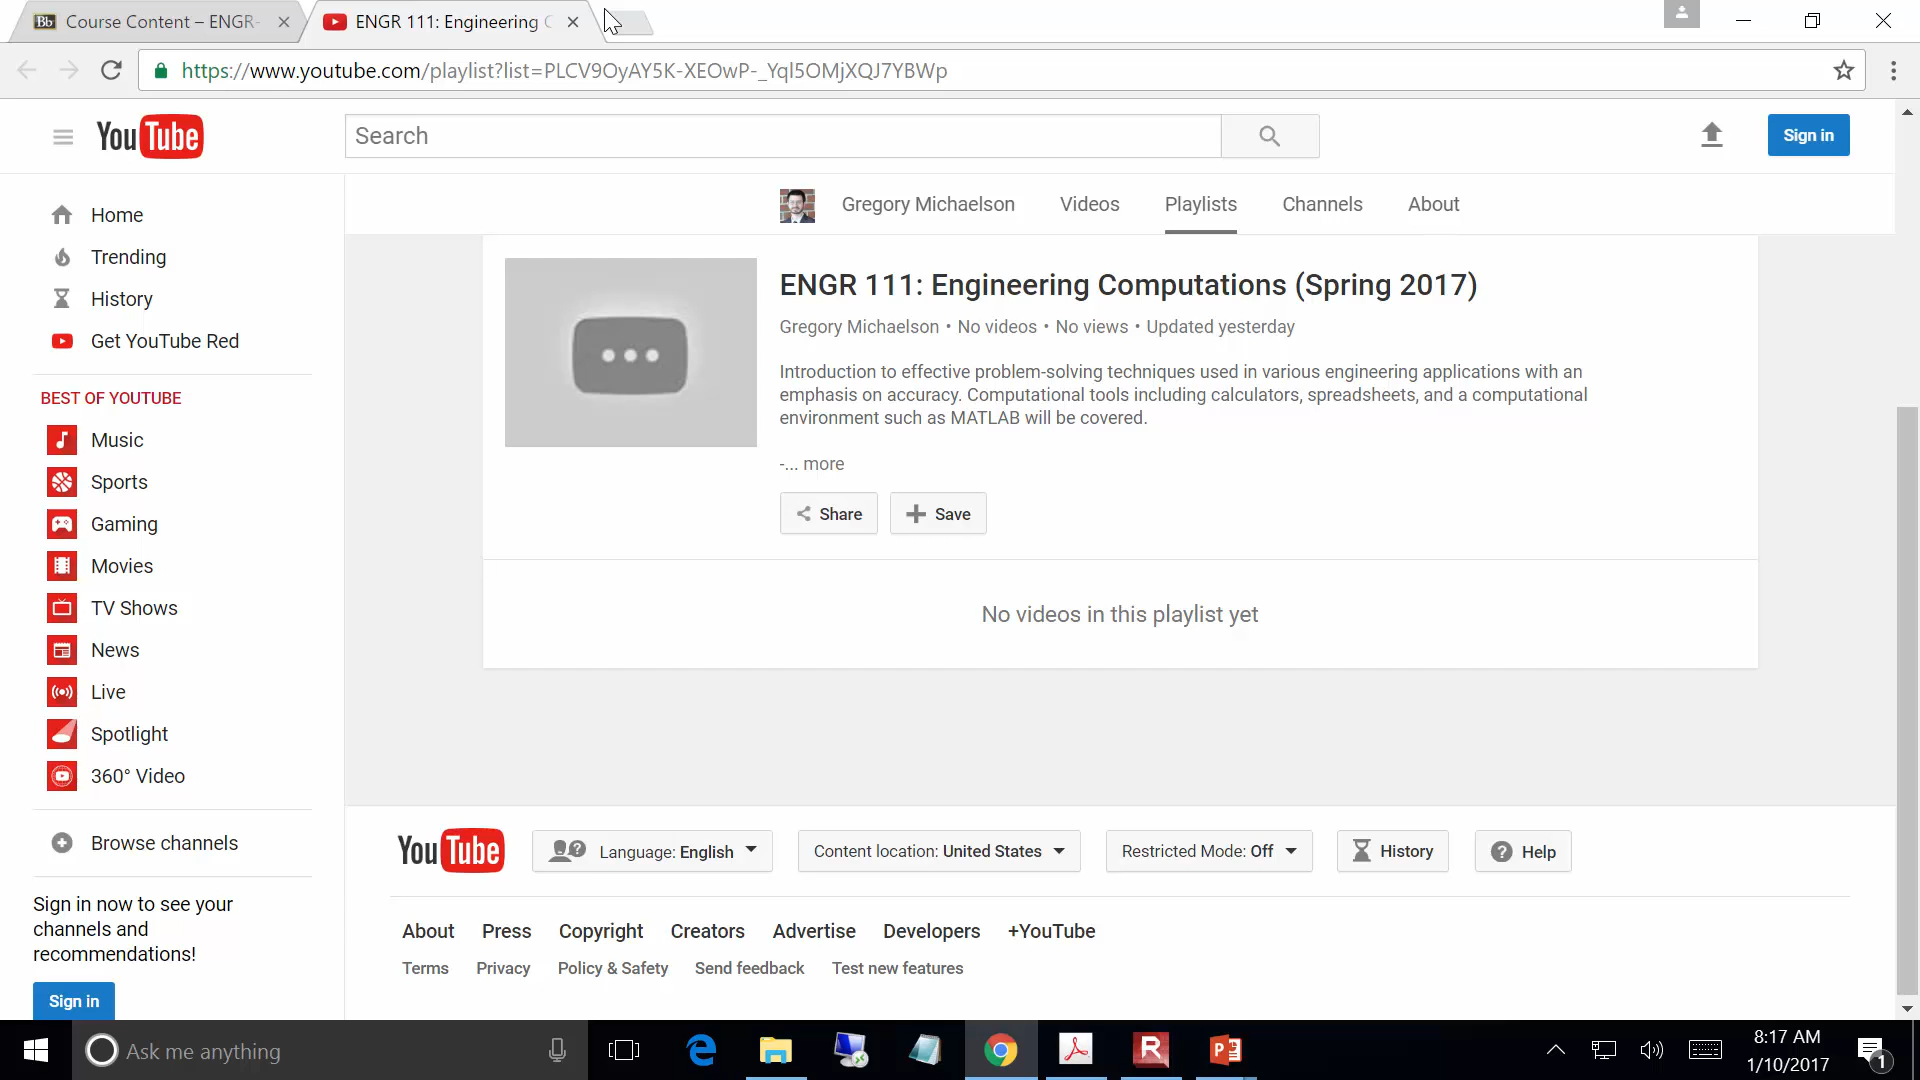 Bb Course Content – ENGR-
ENGR 111: Engineering C
https://www.youtube.com/playlist?list=PLCV9OyAY5K-XEOwP-_Yql5OMjXQJ7YBWp
YouTube
Search
Sign in
Gregory Michaelson Videos Playlists Channels About
Home
Trending
History
Get YouTube Red
BEST OF YOUTUBE
Music
Sports
Gaming
Movies
TV Shows
News
Live
Spotlight
360° Video
Browse channels
Sign in now to see your
channels and
recommendations!
Sign in
ENGR 111: Engineering Computations (Spring 2017)
Gregory Michaelson • No videos • No views • Updated yesterday
Introduction to effective problem-solving techniques used in various engineering applications with an
emphasis on accuracy. Computational tools including calculators, spreadsheets, and a computational
environment such as MATLAB will be covered.
-... more
Share Save
No videos in this playlist yet
YouTube Language: English Content location: United States Restricted Mode: Off History Help
About Press Copyright Creators Advertise Developers +YouTube
Terms Privacy Policy & Safety Send feedback Test new features
Ask me anything
8:17 AM
1/10/2017
1